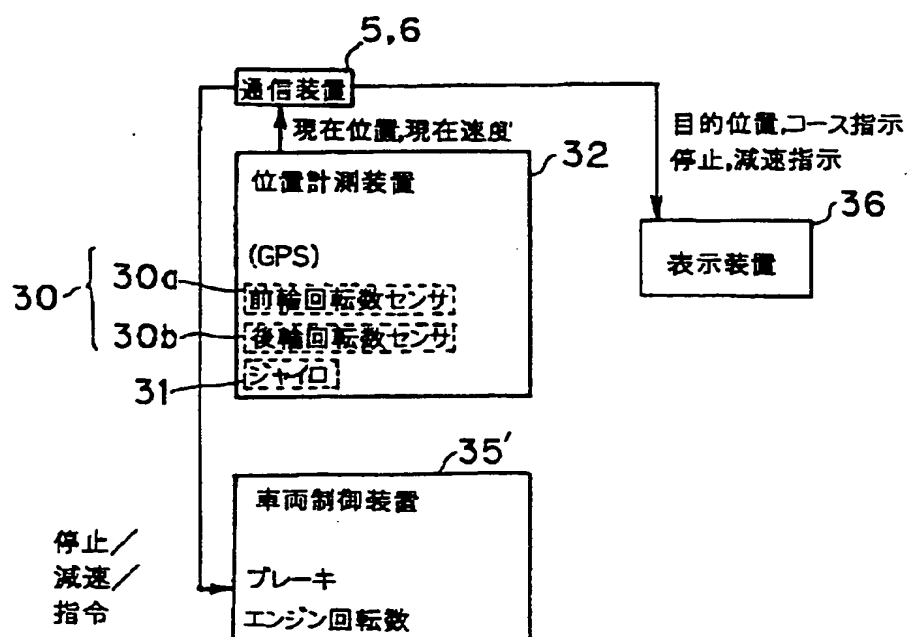 5,6
通信装置
現在位置,現在速度
目的位置,コース指示
停止,減速指示
32
位置計測装置
36
表示装置
(GPS)
30
30a
前輪回転数センサ
30b
後輪回転数センサ
31
ジャイロ
35'
車両制御装置
停止/
減速/
指令
ブレーキ
エンジン回転数